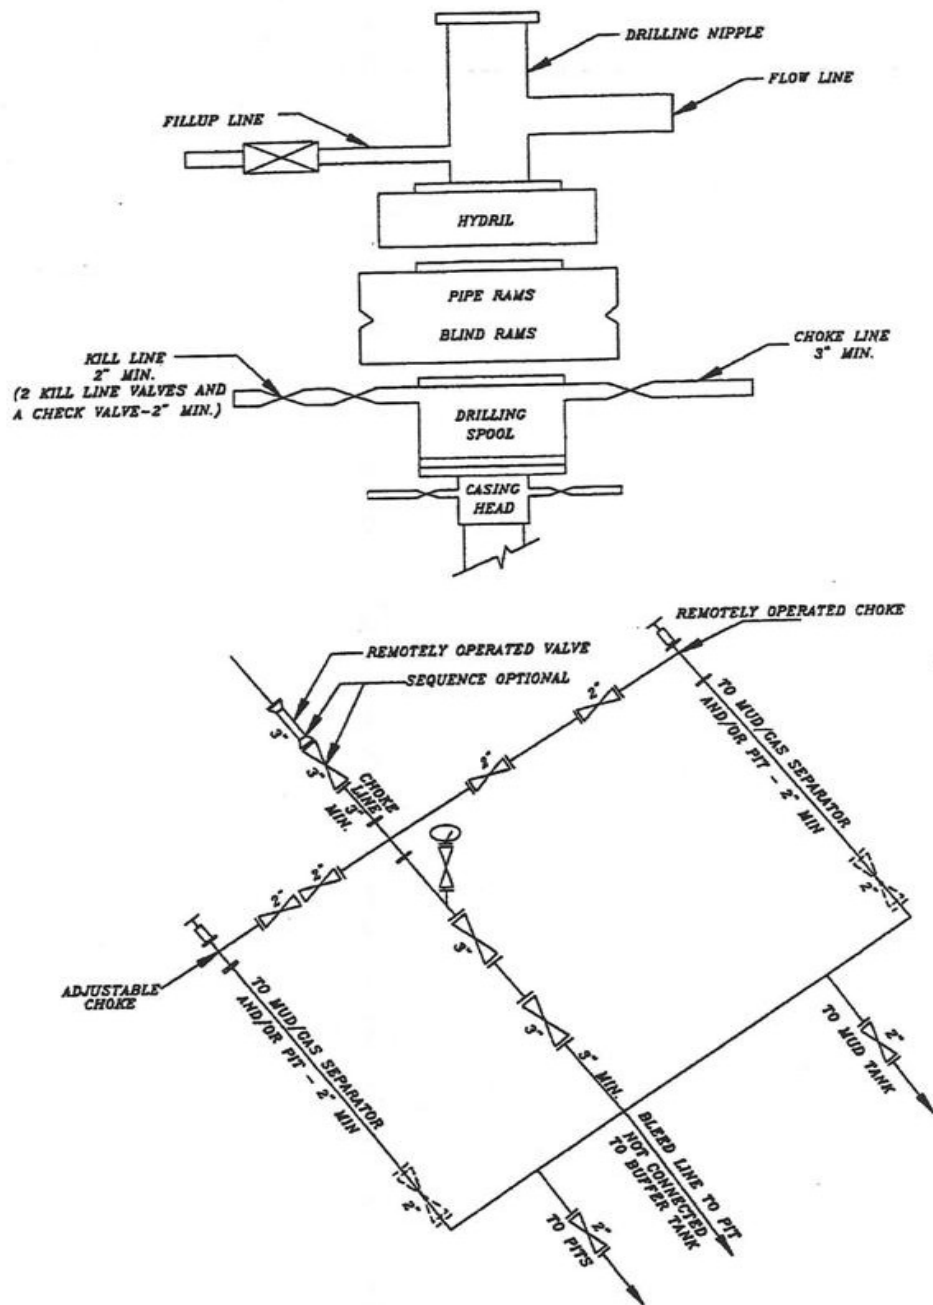 DRILLING NIPPLE
FLOW LINE
FILLUP LINE
HYDRIL
PIPE RAMS
BLIND RAMS
KILL LINE
2" MIN.
(2 KILL LINE VALVES AND
A CHECK VALVE-2" MIN.)
CHOKE LINE
3" MIN.
DRILLING
SPOOL
CASING
HEAD
REMOTELY OPERATED CHOKE
REMOTELY OPERATED VALVE
SEQUENCE OPTIONAL
3"
3"
CHOKE
LINE
3"
MIN.
2"
2"
TO MUD/GAS SEPARATOR
AND/OR PIT - 2" MIN
2"
2"
2"
3"
3"
3" MIN.
ADJUSTABLE
CHOKE
TO MUD/GAS SEPARATOR
AND/OR PIT - 2" MIN
2"
2"
TO MUD TANK
BLEED LINE TO PIT
NOT CONNECTED
TO BUFFER TANK
2"
TO PITS